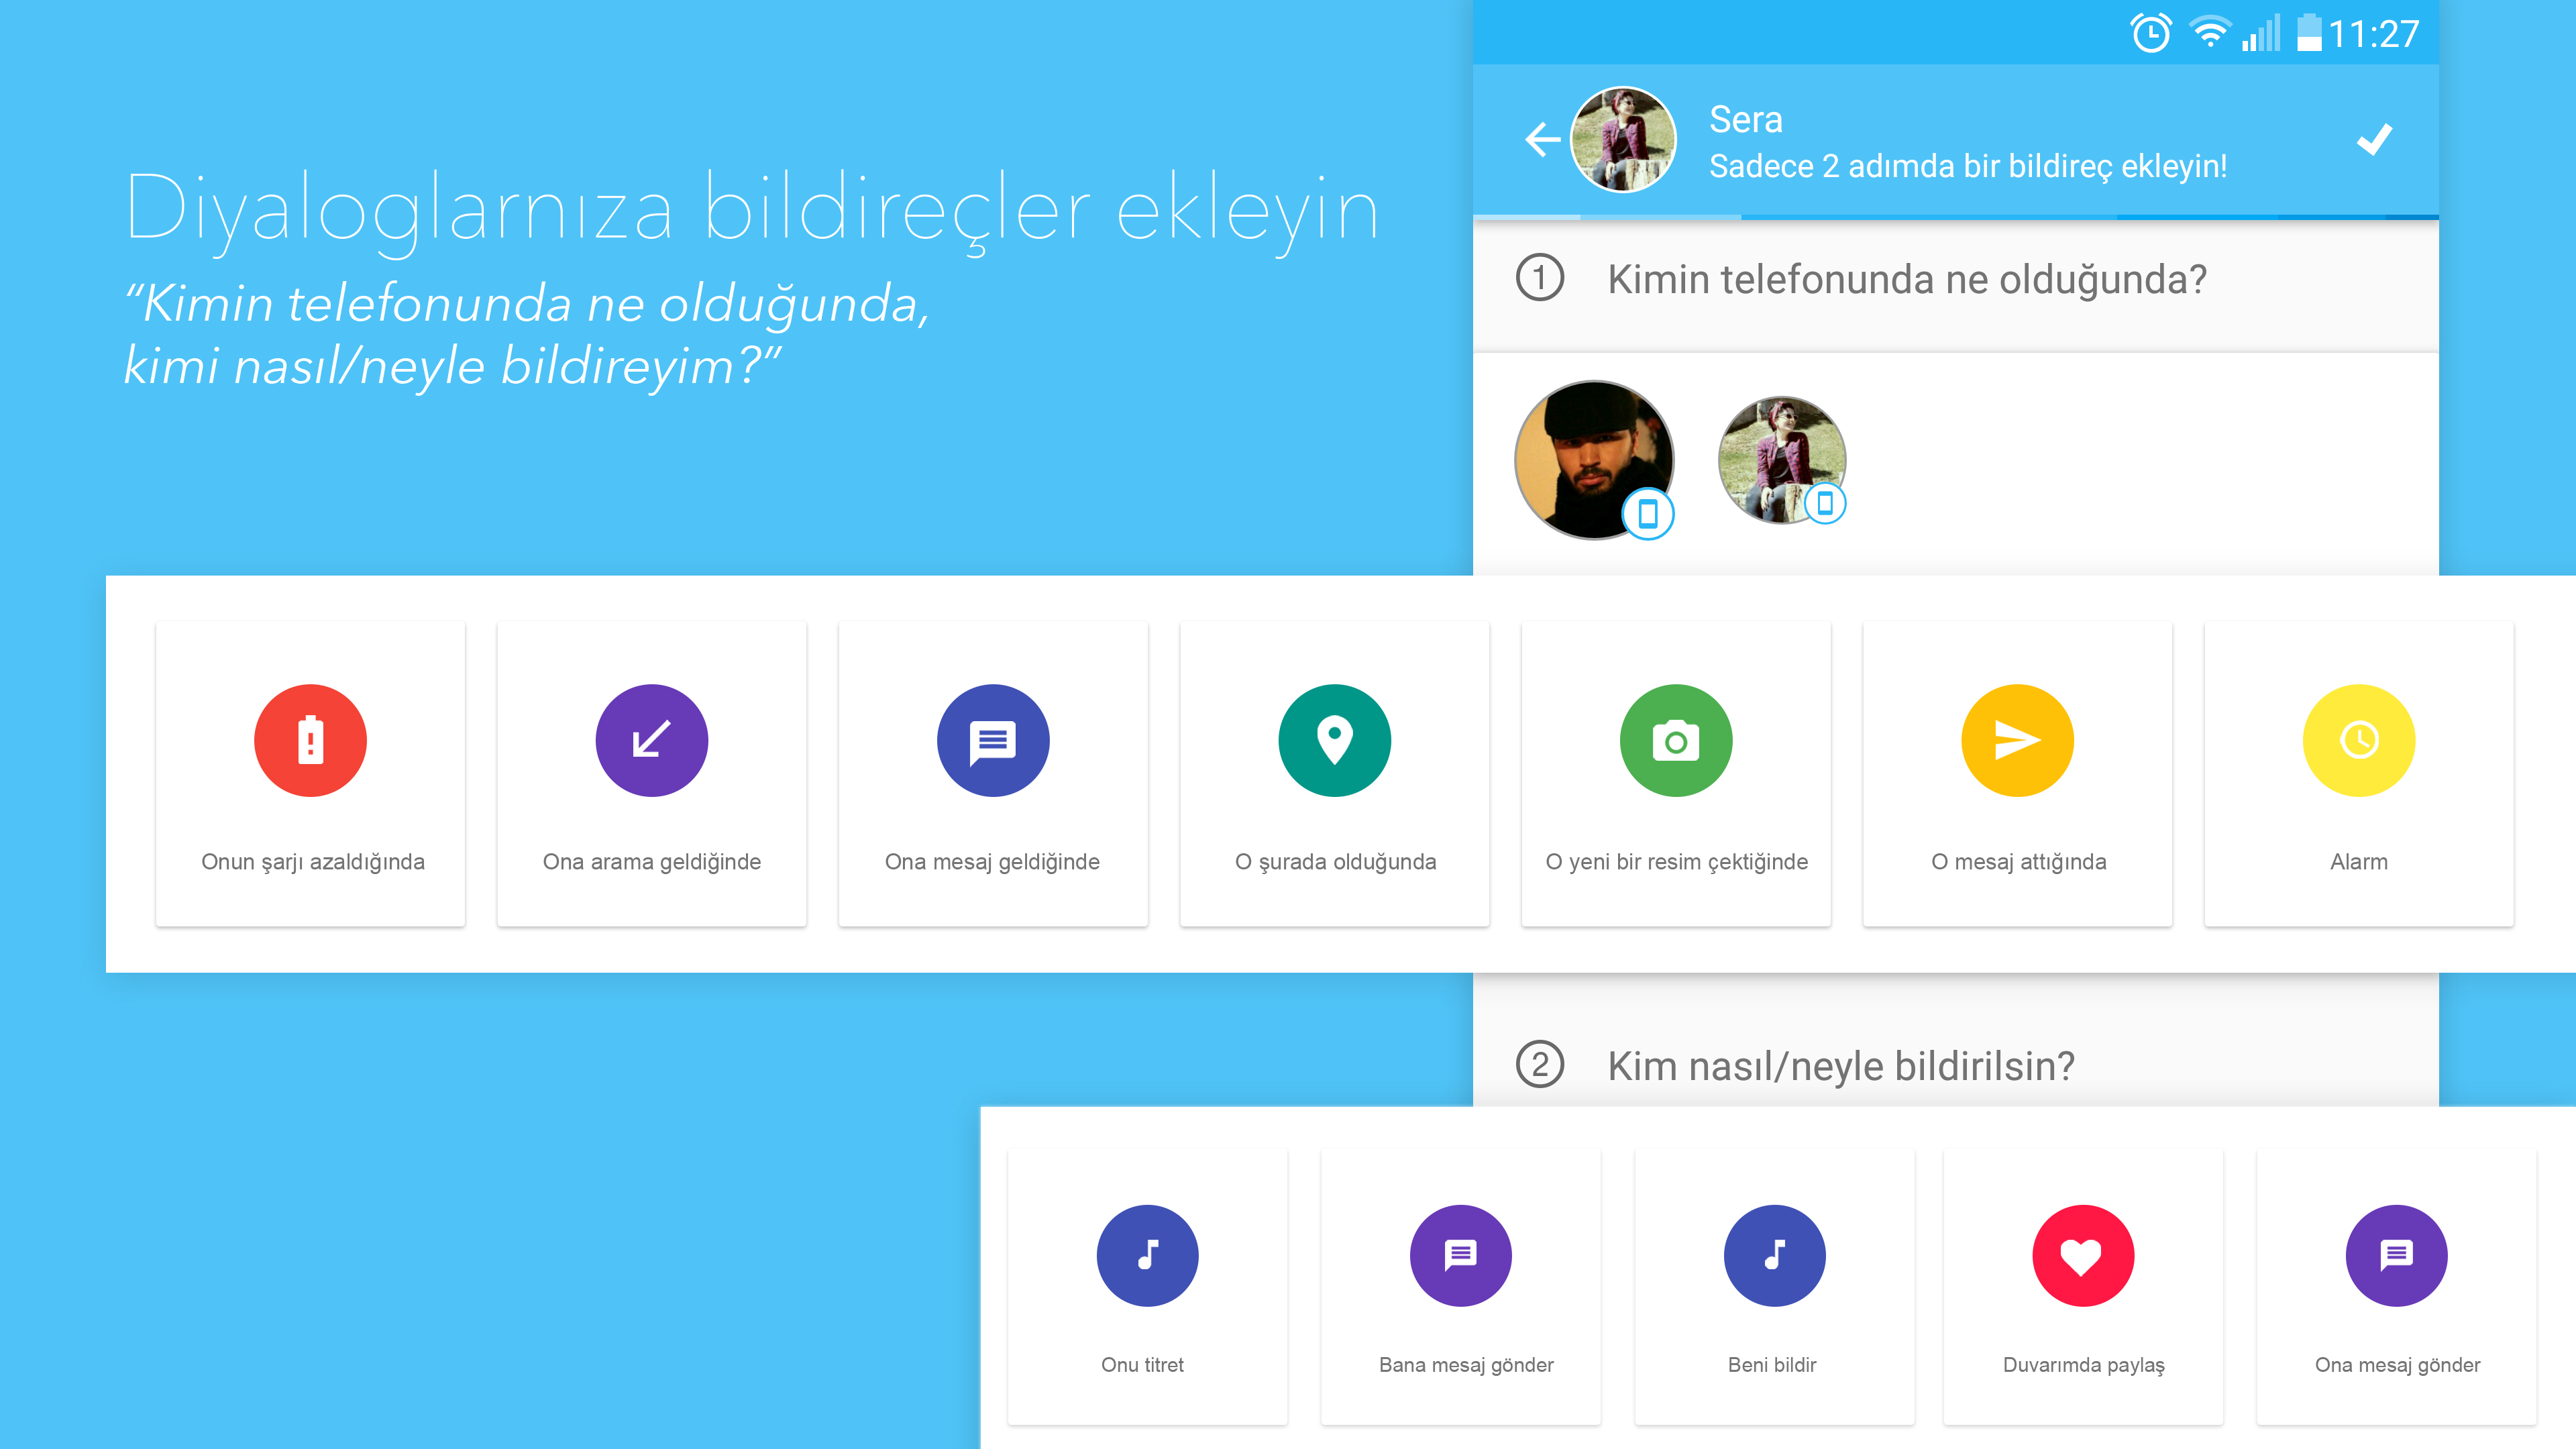 11:27
Sera
Sadece 2 adımda bir bildireç ekleyin!
Diyaloglarnıza bildireçler ekleyin
“Kimin telefonunda ne olduğunda,
kimi nasıl/neyle bildireyim?”
1 Kimin telefonunda ne olduğunda?
Onun şarjı azaldığında
Ona arama geldiğinde
Ona mesaj geldiğinde
O şurada olduğunda
O yeni bir resim çektiğinde
O mesaj attığında
Alarm
2 Kim nasıl/neyle bildirilsin?
Onu titret
Bana mesaj gönder
Beni bildir
Duvarımda paylaş
Ona mesaj gönder